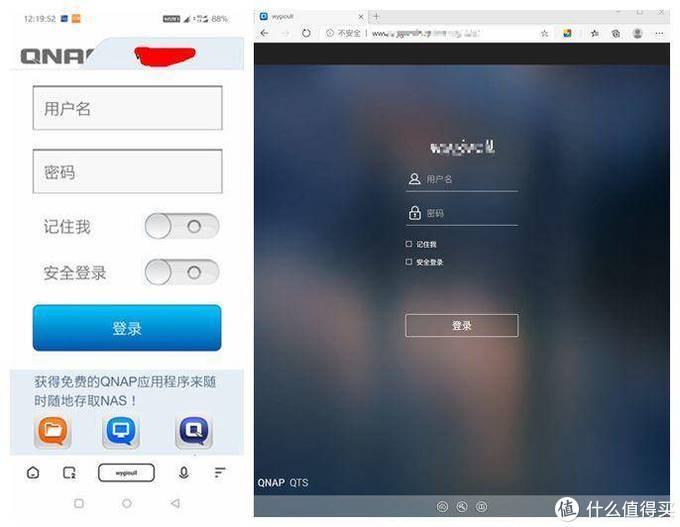 12:19:52
88%
QNAP
用户名
密码
记住我
安全登录
登录
获得免费的QNAP应用程序来随
时随地存取NAS！
wygioull
wygioull
不安全
www.
用户名
密码
记住我
安全登录
登录
QNAP QTS
值 什么值得买